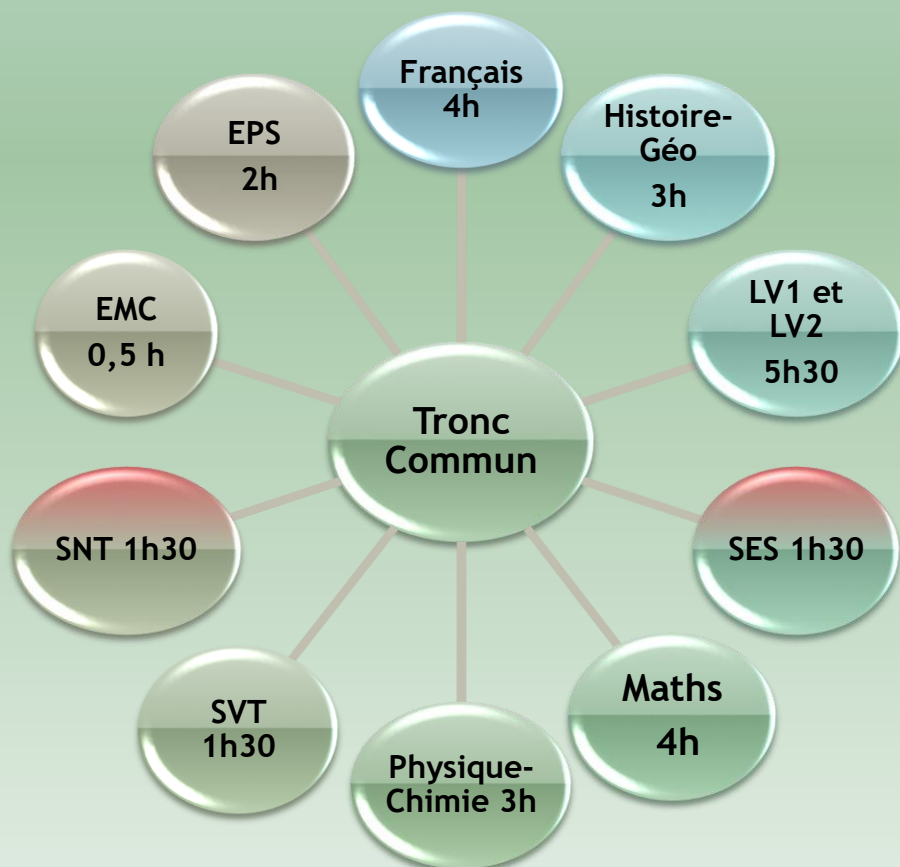 Français
4h
Histoire-
Géo
3h
LV1 et
LV2
5h30
SES 1h30
Maths
4h
Physique-
Chimie 3h
SVT
1h30
SNT 1h30
EMC
0,5 h
EPS
2h
Tronc
Commun